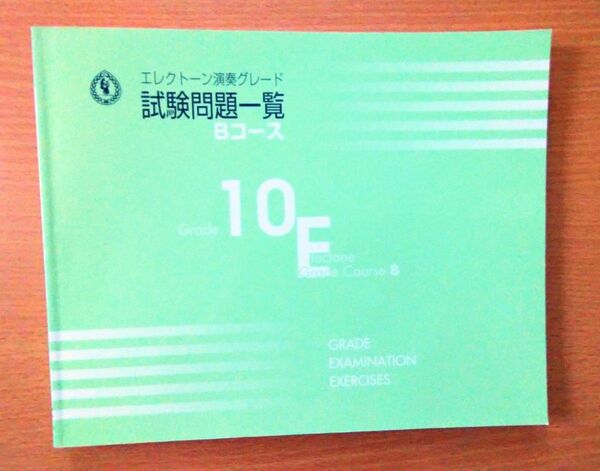 エレクトーン演奏グレード
試験問題一覧
Bコース
Grade 10
Electone
Grade Course B
GRADE
EXAMINATION
EXERCISES